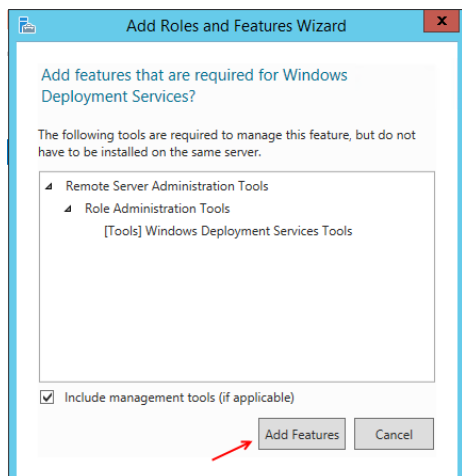 Add Roles and Features Wizard
x
Add features that are required for Windows
Deployment Services?
The following tools are required to manage this feature, but do not
have to be installed on the same server.
Remote Server Administration Tools
Role Administration Tools
[Tools] Windows Deployment Services Tools
Include management tools (if applicable)
Add Features Cancel